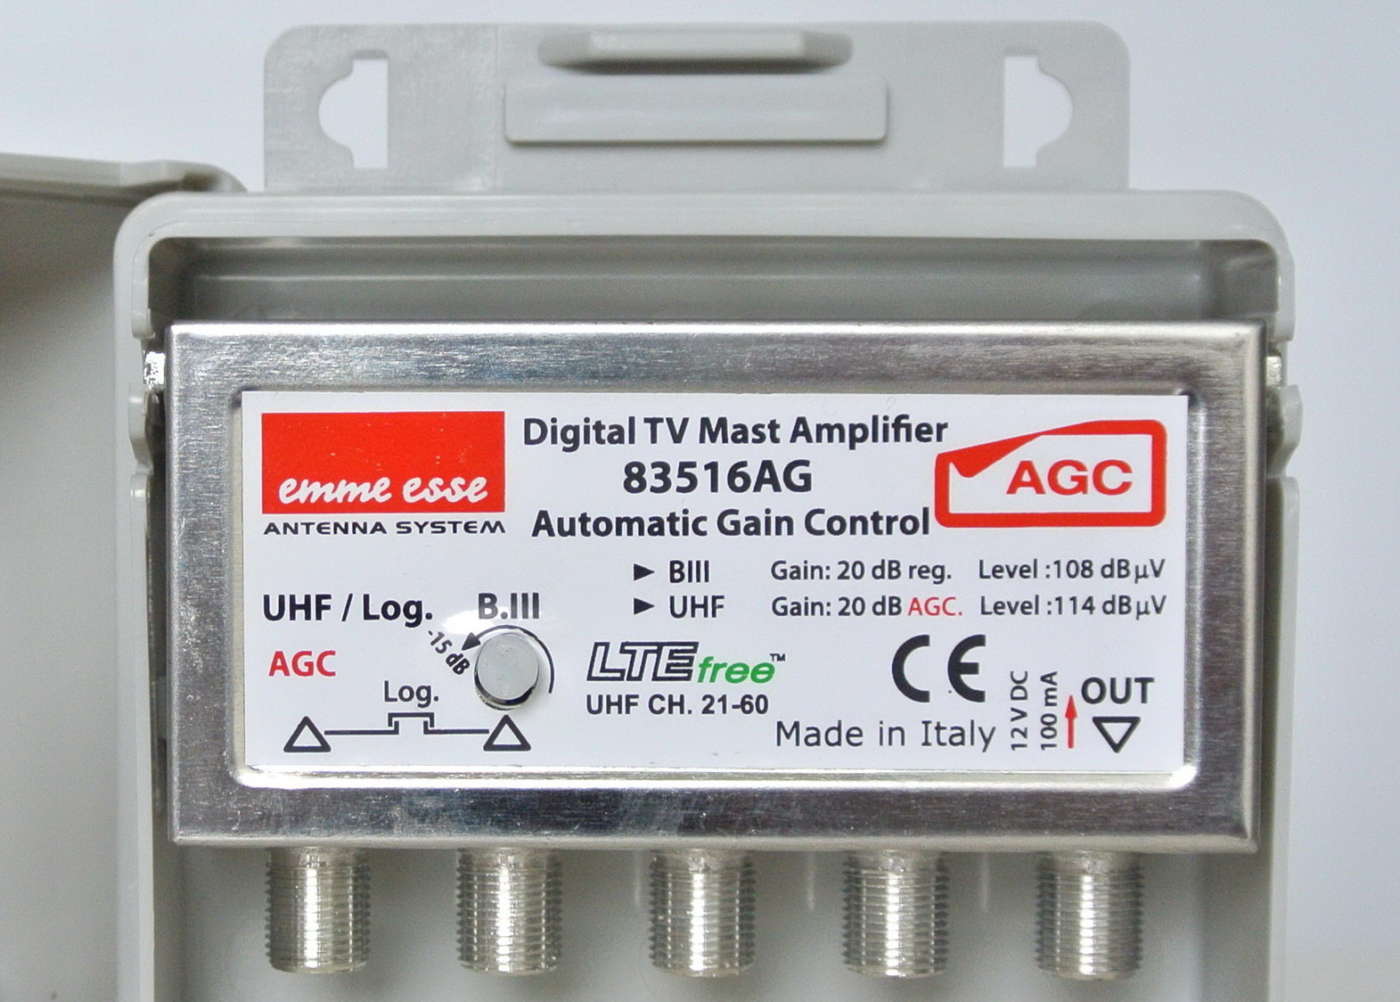 emme esse
ANTENNA SYSTEM
Digital TV Mast Amplifier
83516AG
Automatic Gain Control
AGC
► BIII Gain: 20 dB reg. Level :108 dBµV
► UHF Gain: 20 dB AGC. Level :114 dBµV
UHF / Log. B.III
-15 dB
AGC
Log.
LTE free™
UHF CH. 21-60
CE
Made in Italy
12 V DC
100 mA
OUT